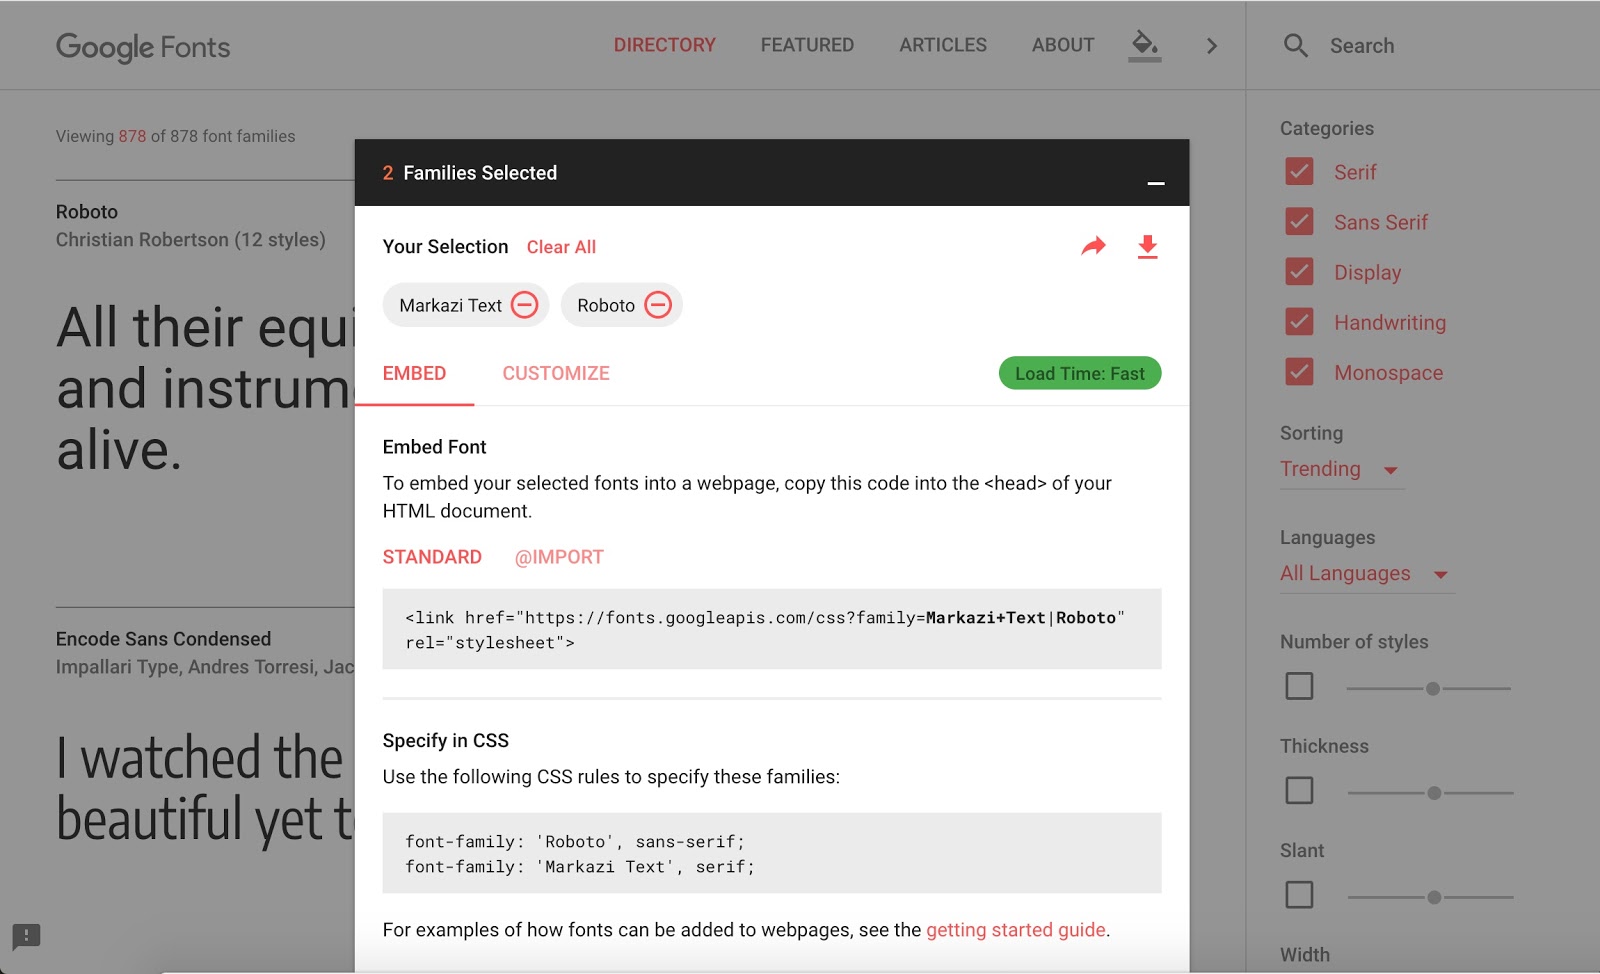 Google Fonts
DIRECTORY
FEATURED
ARTICLES
ABOUT
Search
Viewing 878 of 878 font families
Roboto
Christian Robertson (12 styles)
All their equi
and instrum
alive.
Encode Sans Condensed
Impallari Type, Andres Torresi, Jac
I watched the
beautiful yet t
2 Families Selected
Your Selection Clear All
Markazi Text
Roboto
EMBED
CUSTOMIZE
Load Time: Fast
Embed Font
To embed your selected fonts into a webpage, copy this code into the <head> of your
HTML document.
STANDARD
@IMPORT
<link href="https://fonts.googleapis.com/css?family=Markazi+Text|Roboto"
rel="stylesheet">
Specify in CSS
Use the following CSS rules to specify these families:
font-family: 'Roboto', sans-serif;
font-family: 'Markazi Text', serif;
For examples of how fonts can be added to webpages, see the getting started guide.
Categories
Serif
Sans Serif
Display
Handwriting
Monospace
Sorting
Trending
Languages
All Languages
Number of styles
Thickness
Slant
Width